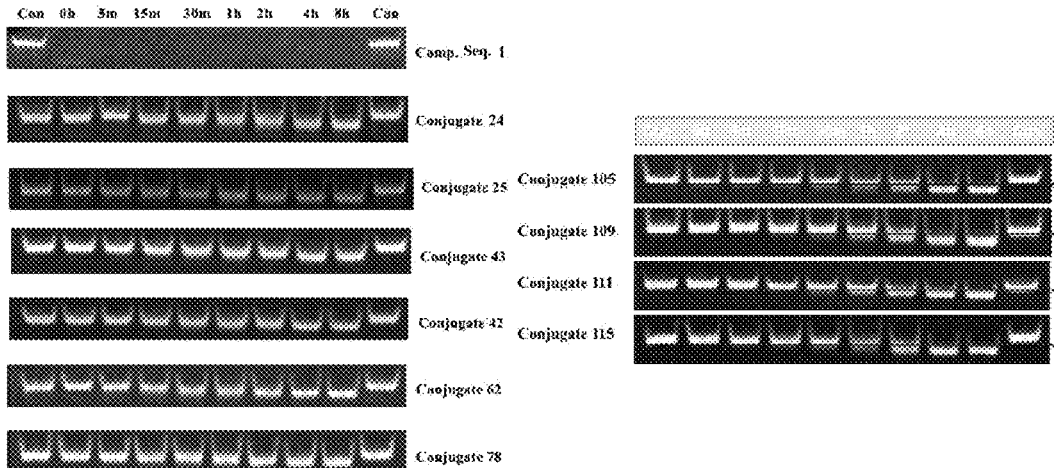 Con 0h 5m 15m 30m 1h 2h 4h 8h Con
Comp. Seq. 1
Conjugate 24
Conjugate 25
Conjugate 43
Conjugate 42
Conjugate 62
Conjugate 78
Conjugate 105
Conjugate 109
Conjugate 111
Conjugate 115